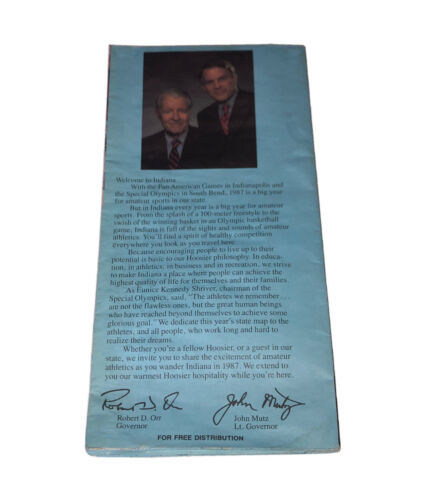 Welcome to Indiana
With the Pan American Games in Indianapolis and
the Special Olympics in South Bend, 1987 is a big year
for amateur sports in our state.
But in Indiana every year is a big year for amateur
sports. From the splash of a 100-meter freestyle to the
swish of the winning basket in an Olympic basketball
game, Indiana is full of the sights and sounds of amateur
athletics. You'll find a spirit of healthy competition
everywhere you look as you travel here.
Because encouraging people to live up to their
potential is basic to our Hoosier philosophy. In educa-
tion, in athletics, in business and in recreation, we strive
to make Indiana a place where people can achieve the
highest quality of life for themselves and their families.
As Eunice Kennedy Shriver, chairman of the
Special Olympics, said, "The athletes we remember . . .
are not the flawless ones, but the great human beings
who have reached beyond themselves to achieve some
glorious goal." We dedicate this year's state map to the
athletes, and all people, who work long and hard to
realize their dreams.
Whether you're a fellow Hoosier, or a guest in our
state, we invite you to share the excitement of amateur
athletics as you wander Indiana in 1987. We extend to
you our warmest Hoosier hospitality while you're here.
Robert D. Orr John Mutz
Robert D. Orr John Mutz
Governor Lt. Governor
FOR FREE DISTRIBUTION